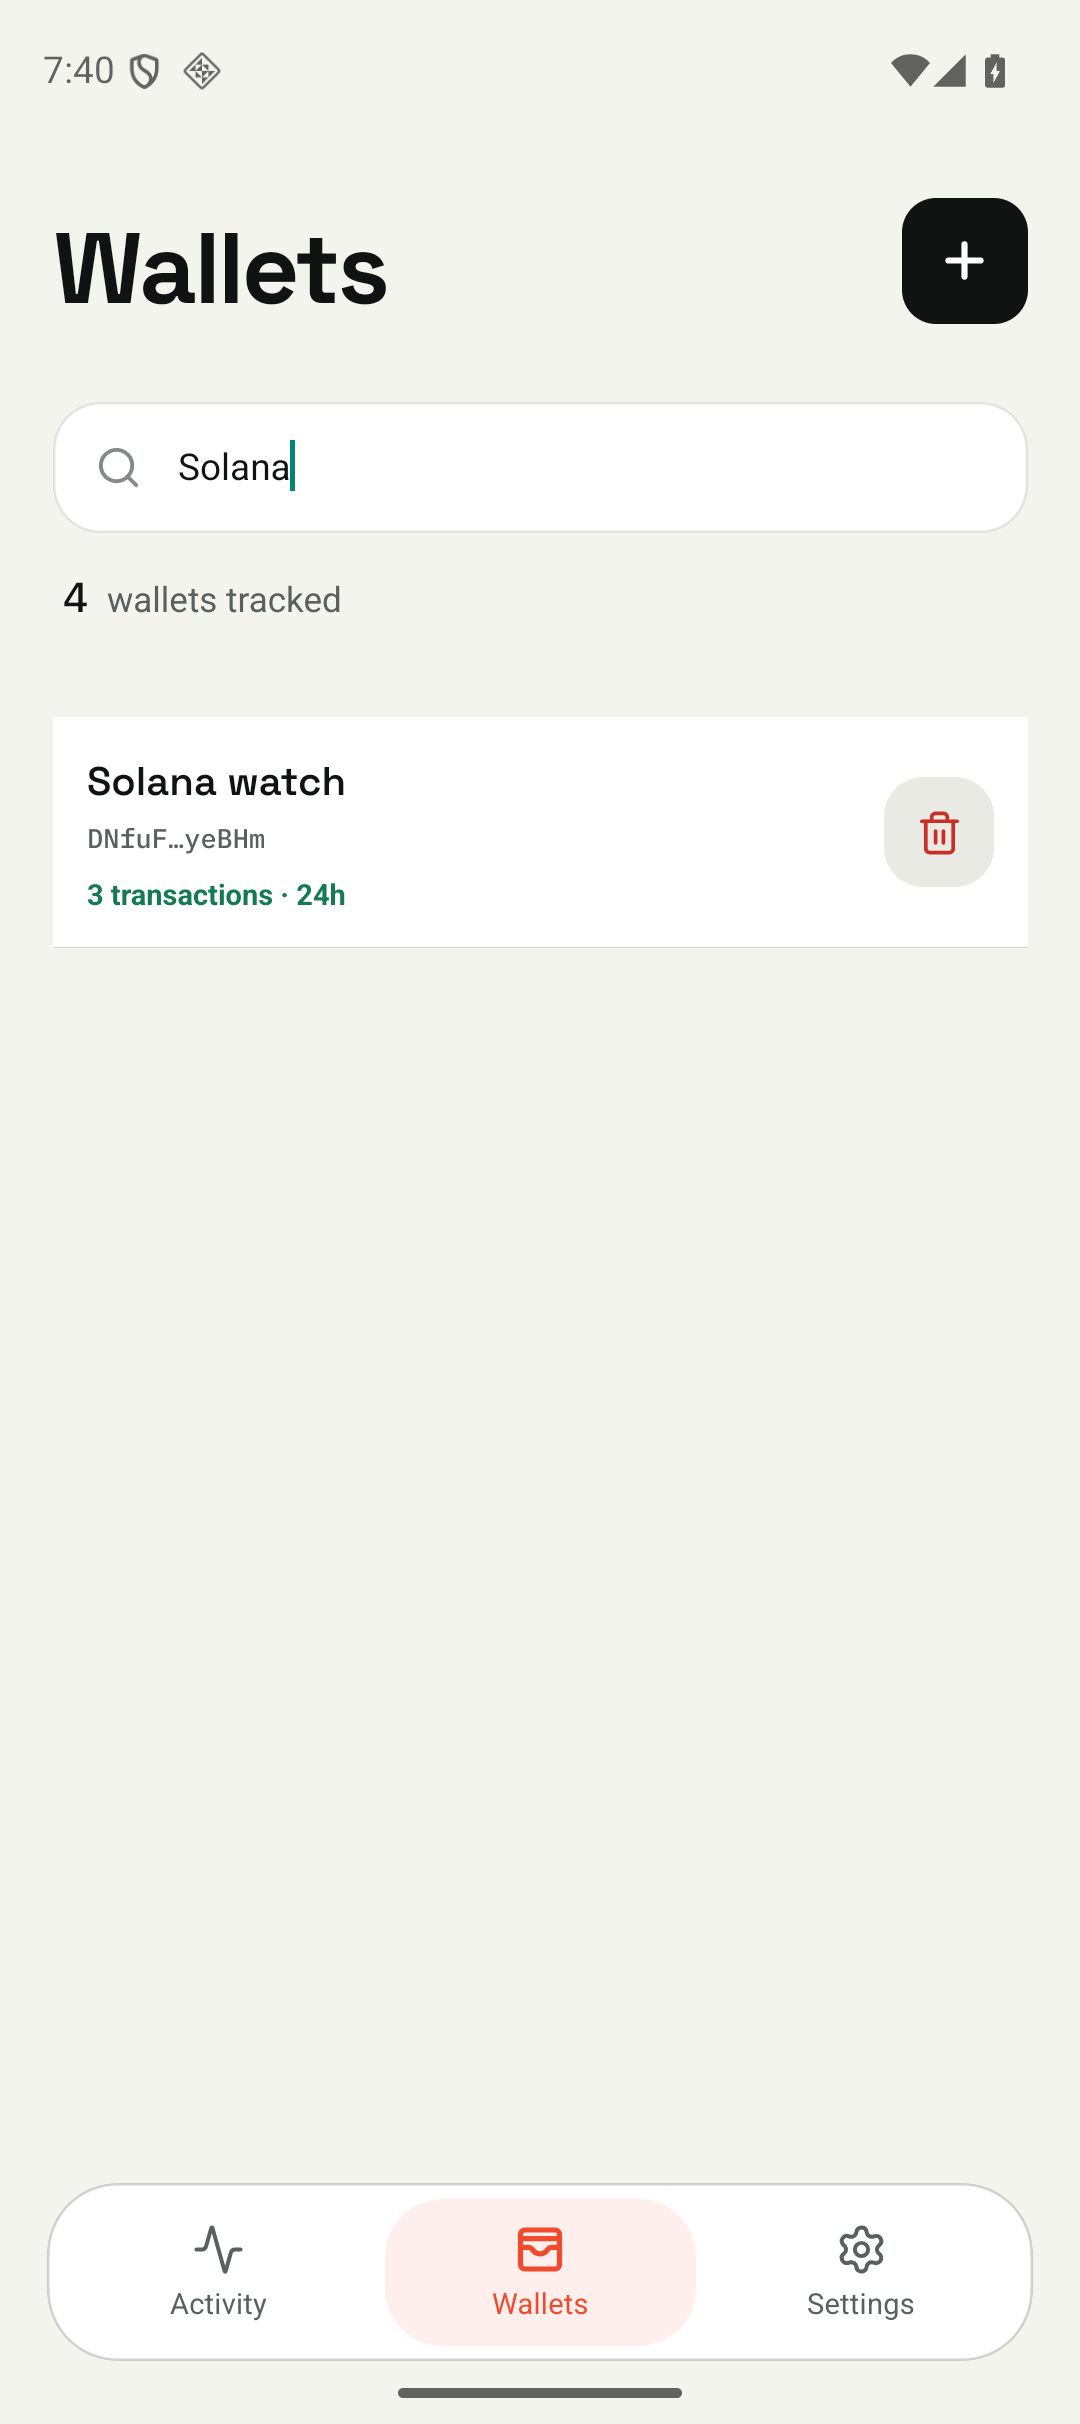 7:40
Wallets
Solana
4 wallets tracked
Solana watch
DNfuF…yeBHm
3 transactions · 24h
Activity
Wallets
Settings